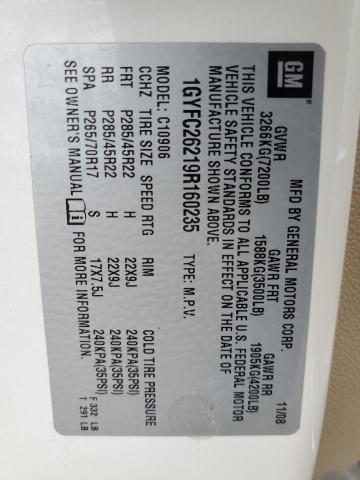 GM
MFD BY GENERAL MOTORS CORP. 11/08
GVWR GAWR FRT GAWR RR
3266KG(7200LB) 1588KG(3500LB) 1905KG(4200LB)
THIS VEHICLE CONFORMS TO ALL APPLICABLE U.S. FEDERAL MOTOR
VEHICLE SAFETY STANDARDS IN EFFECT ON THE DATE OF
MANUFACTURE SHOWN ABOVE.
1GYFC26219R160235 TYPE: M.P.V.
MODEL: C10906
CCHZ TIRE SIZE SPEED RTG RIM COLD TIRE PRESSURE
FRT P285/45R22 H 22X9J 240KPA(35PSI)
RR P285/45R22 H 22X9J 240KPA(35PSI)
SPA P265/70R17 S 17X7.5J 240KPA(35PSI)
SEE OWNER'S MANUAL i FOR MORE INFORMATION.
F 332 LB
T 291 LB